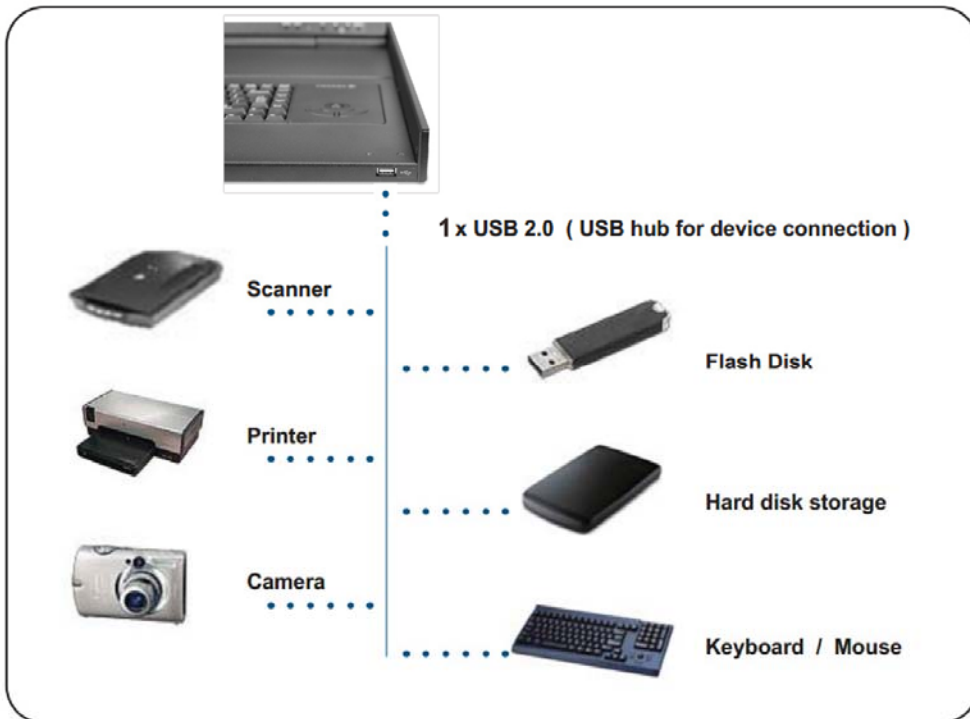 1 x USB 2.0 ( USB hub for device connection )
Scanner
Flash Disk
Printer
Hard disk storage
Camera
Keyboard / Mouse